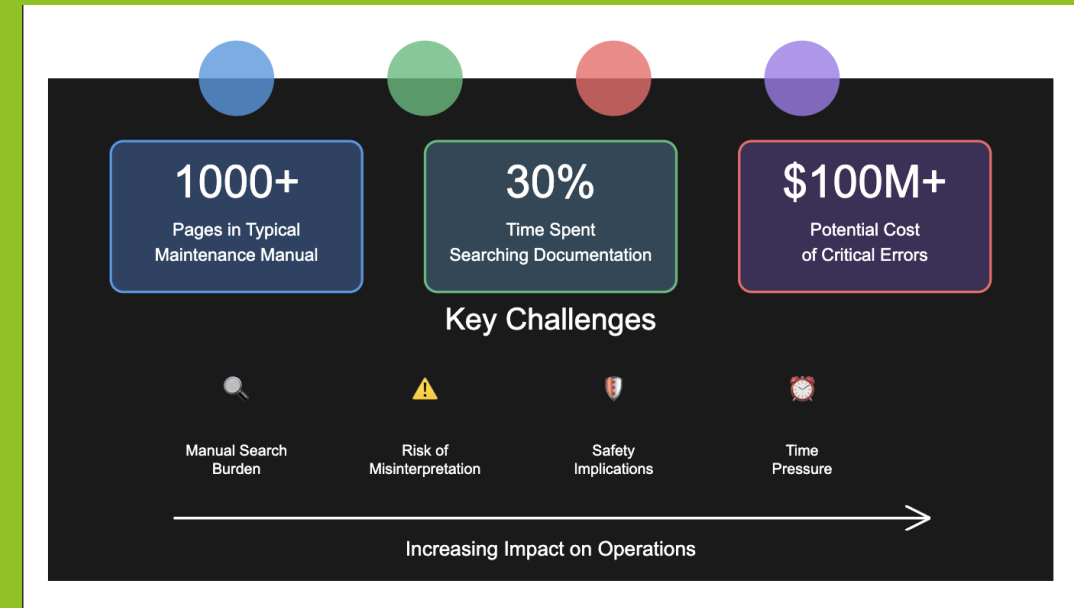 1000+
Pages in Typical
Maintenance Manual
30%
Time Spent
Searching Documentation
$100M+
Potential Cost
of Critical Errors
Key Challenges
Manual Search
Burden
Risk of
Misinterpretation
Safety
Implications
Time
Pressure
Increasing Impact on Operations